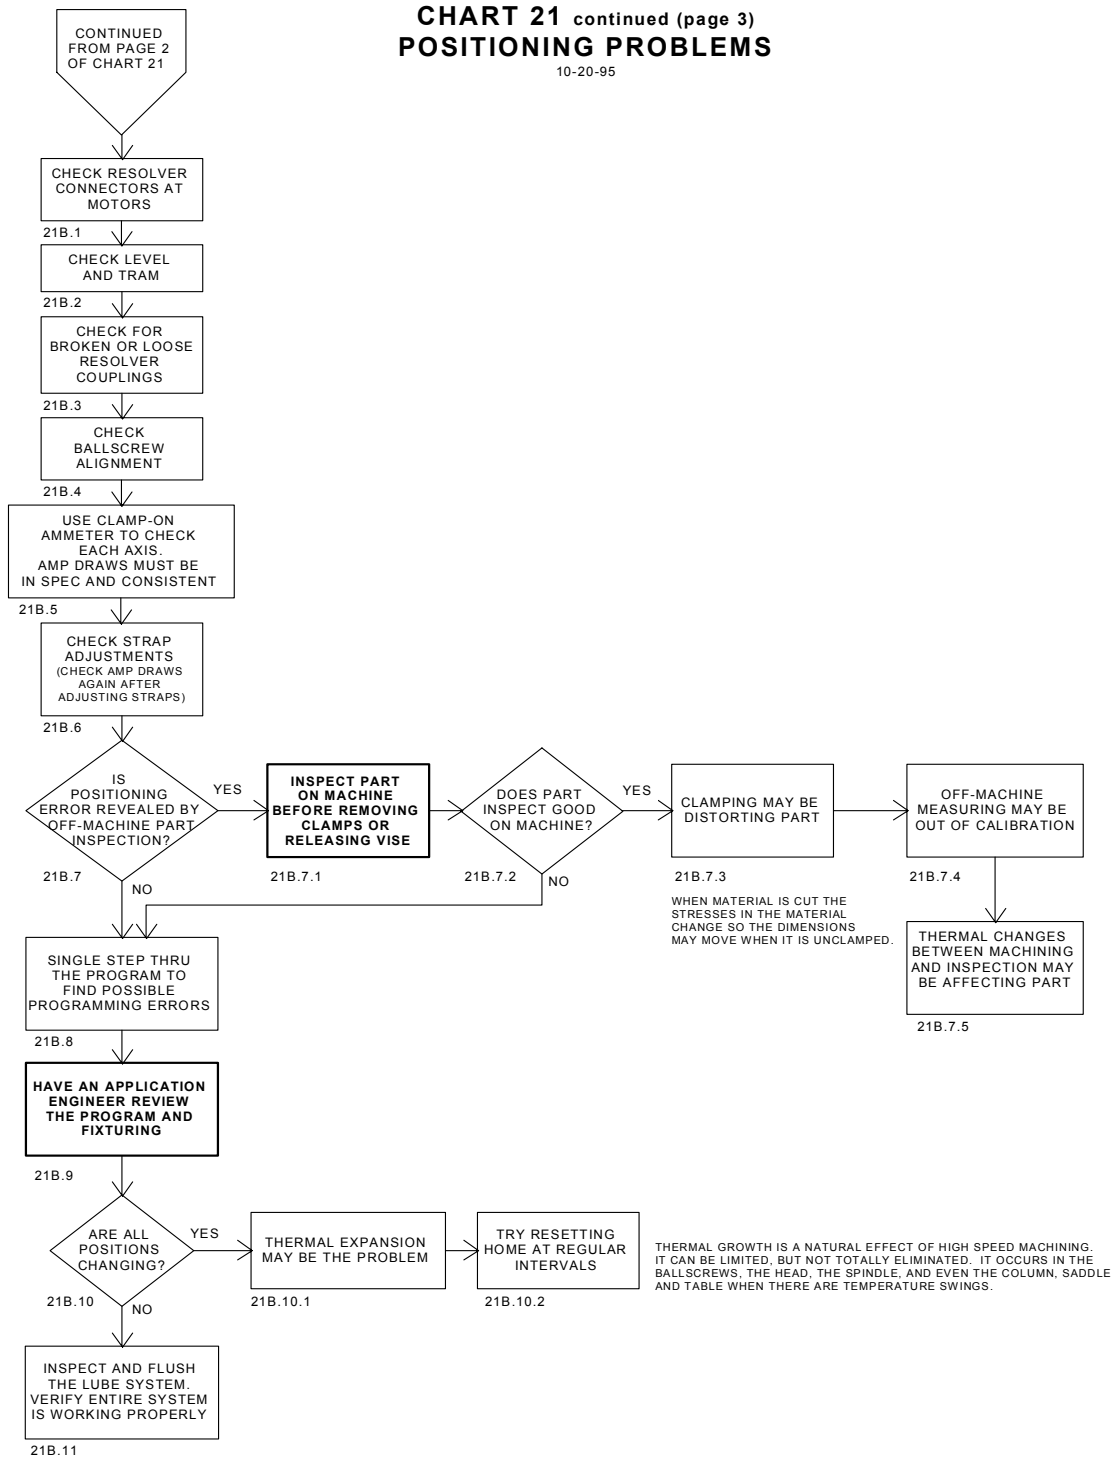 CHART 21 continued (page 3)
POSITIONING PROBLEMS
10-20-95
CONTINUED
FROM PAGE 2
OF CHART 21
CHECK RESOLVER
CONNECTORS AT
MOTORS
21B.1
CHECK LEVEL
AND TRAM
21B.2
CHECK FOR
BROKEN OR LOOSE
RESOLVER
COUPLINGS
21B.3
CHECK
BALLSCREW
ALIGNMENT
21B.4
USE CLAMP-ON
AMMETER TO CHECK
EACH AXIS.
AMP DRAWS MUST BE
IN SPEC AND CONSISTENT
21B.5
CHECK STRAP
ADJUSTMENTS
(CHECK AMP DRAWS
AGAIN AFTER
ADJUSTING STRAPS)
21B.6
IS
POSITIONING
ERROR REVEALED BY
OFF-MACHINE PART
INSPECTION?
21B.7
YES
NO
INSPECT PART
ON MACHINE
BEFORE REMOVING
CLAMPS OR
RELEASING VISE
21B.7.1
DOES PART
INSPECT GOOD
ON MACHINE?
21B.7.2
YES
NO
CLAMPING MAY BE
DISTORTING PART
21B.7.3
WHEN MATERIAL IS CUT THE
STRESSES IN THE MATERIAL
CHANGE SO THE DIMENSIONS
MAY MOVE WHEN IT IS UNCLAMPED.
OFF-MACHINE
MEASURING MAY BE
OUT OF CALIBRATION
21B.7.4
THERMAL CHANGES
BETWEEN MACHINING
AND INSPECTION MAY
BE AFFECTING PART
21B.7.5
SINGLE STEP THRU
THE PROGRAM TO
FIND POSSIBLE
PROGRAMMING ERRORS
21B.8
HAVE AN APPLICATION
ENGINEER REVIEW
THE PROGRAM AND
FIXTURING
21B.9
ARE ALL
POSITIONS
CHANGING?
21B.10
YES
NO
THERMAL EXPANSION
MAY BE THE PROBLEM
21B.10.1
TRY RESETTING
HOME AT REGULAR
INTERVALS
21B.10.2
THERMAL GROWTH IS A NATURAL EFFECT OF HIGH SPEED MACHINING.
IT CAN BE LIMITED, BUT NOT TOTALLY ELIMINATED. IT OCCURS IN THE
BALLSCREWS, THE HEAD, THE SPINDLE, AND EVEN THE COLUMN, SADDLE
AND TABLE WHEN THERE ARE TEMPERATURE SWINGS.
INSPECT AND FLUSH
THE LUBE SYSTEM.
VERIFY ENTIRE SYSTEM
IS WORKING PROPERLY
21B.11